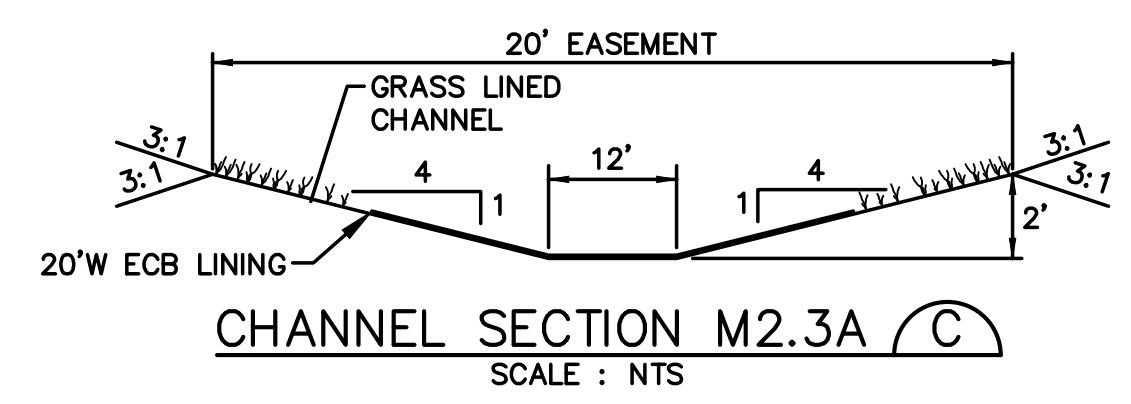 20' EASEMENT
GRASS LINED
CHANNEL
3:1
3:1
4
1
12'
4
1
3:1
3:1
2'
20'W ECB LINING
CHANNEL SECTION M2.3A C
SCALE : NTS